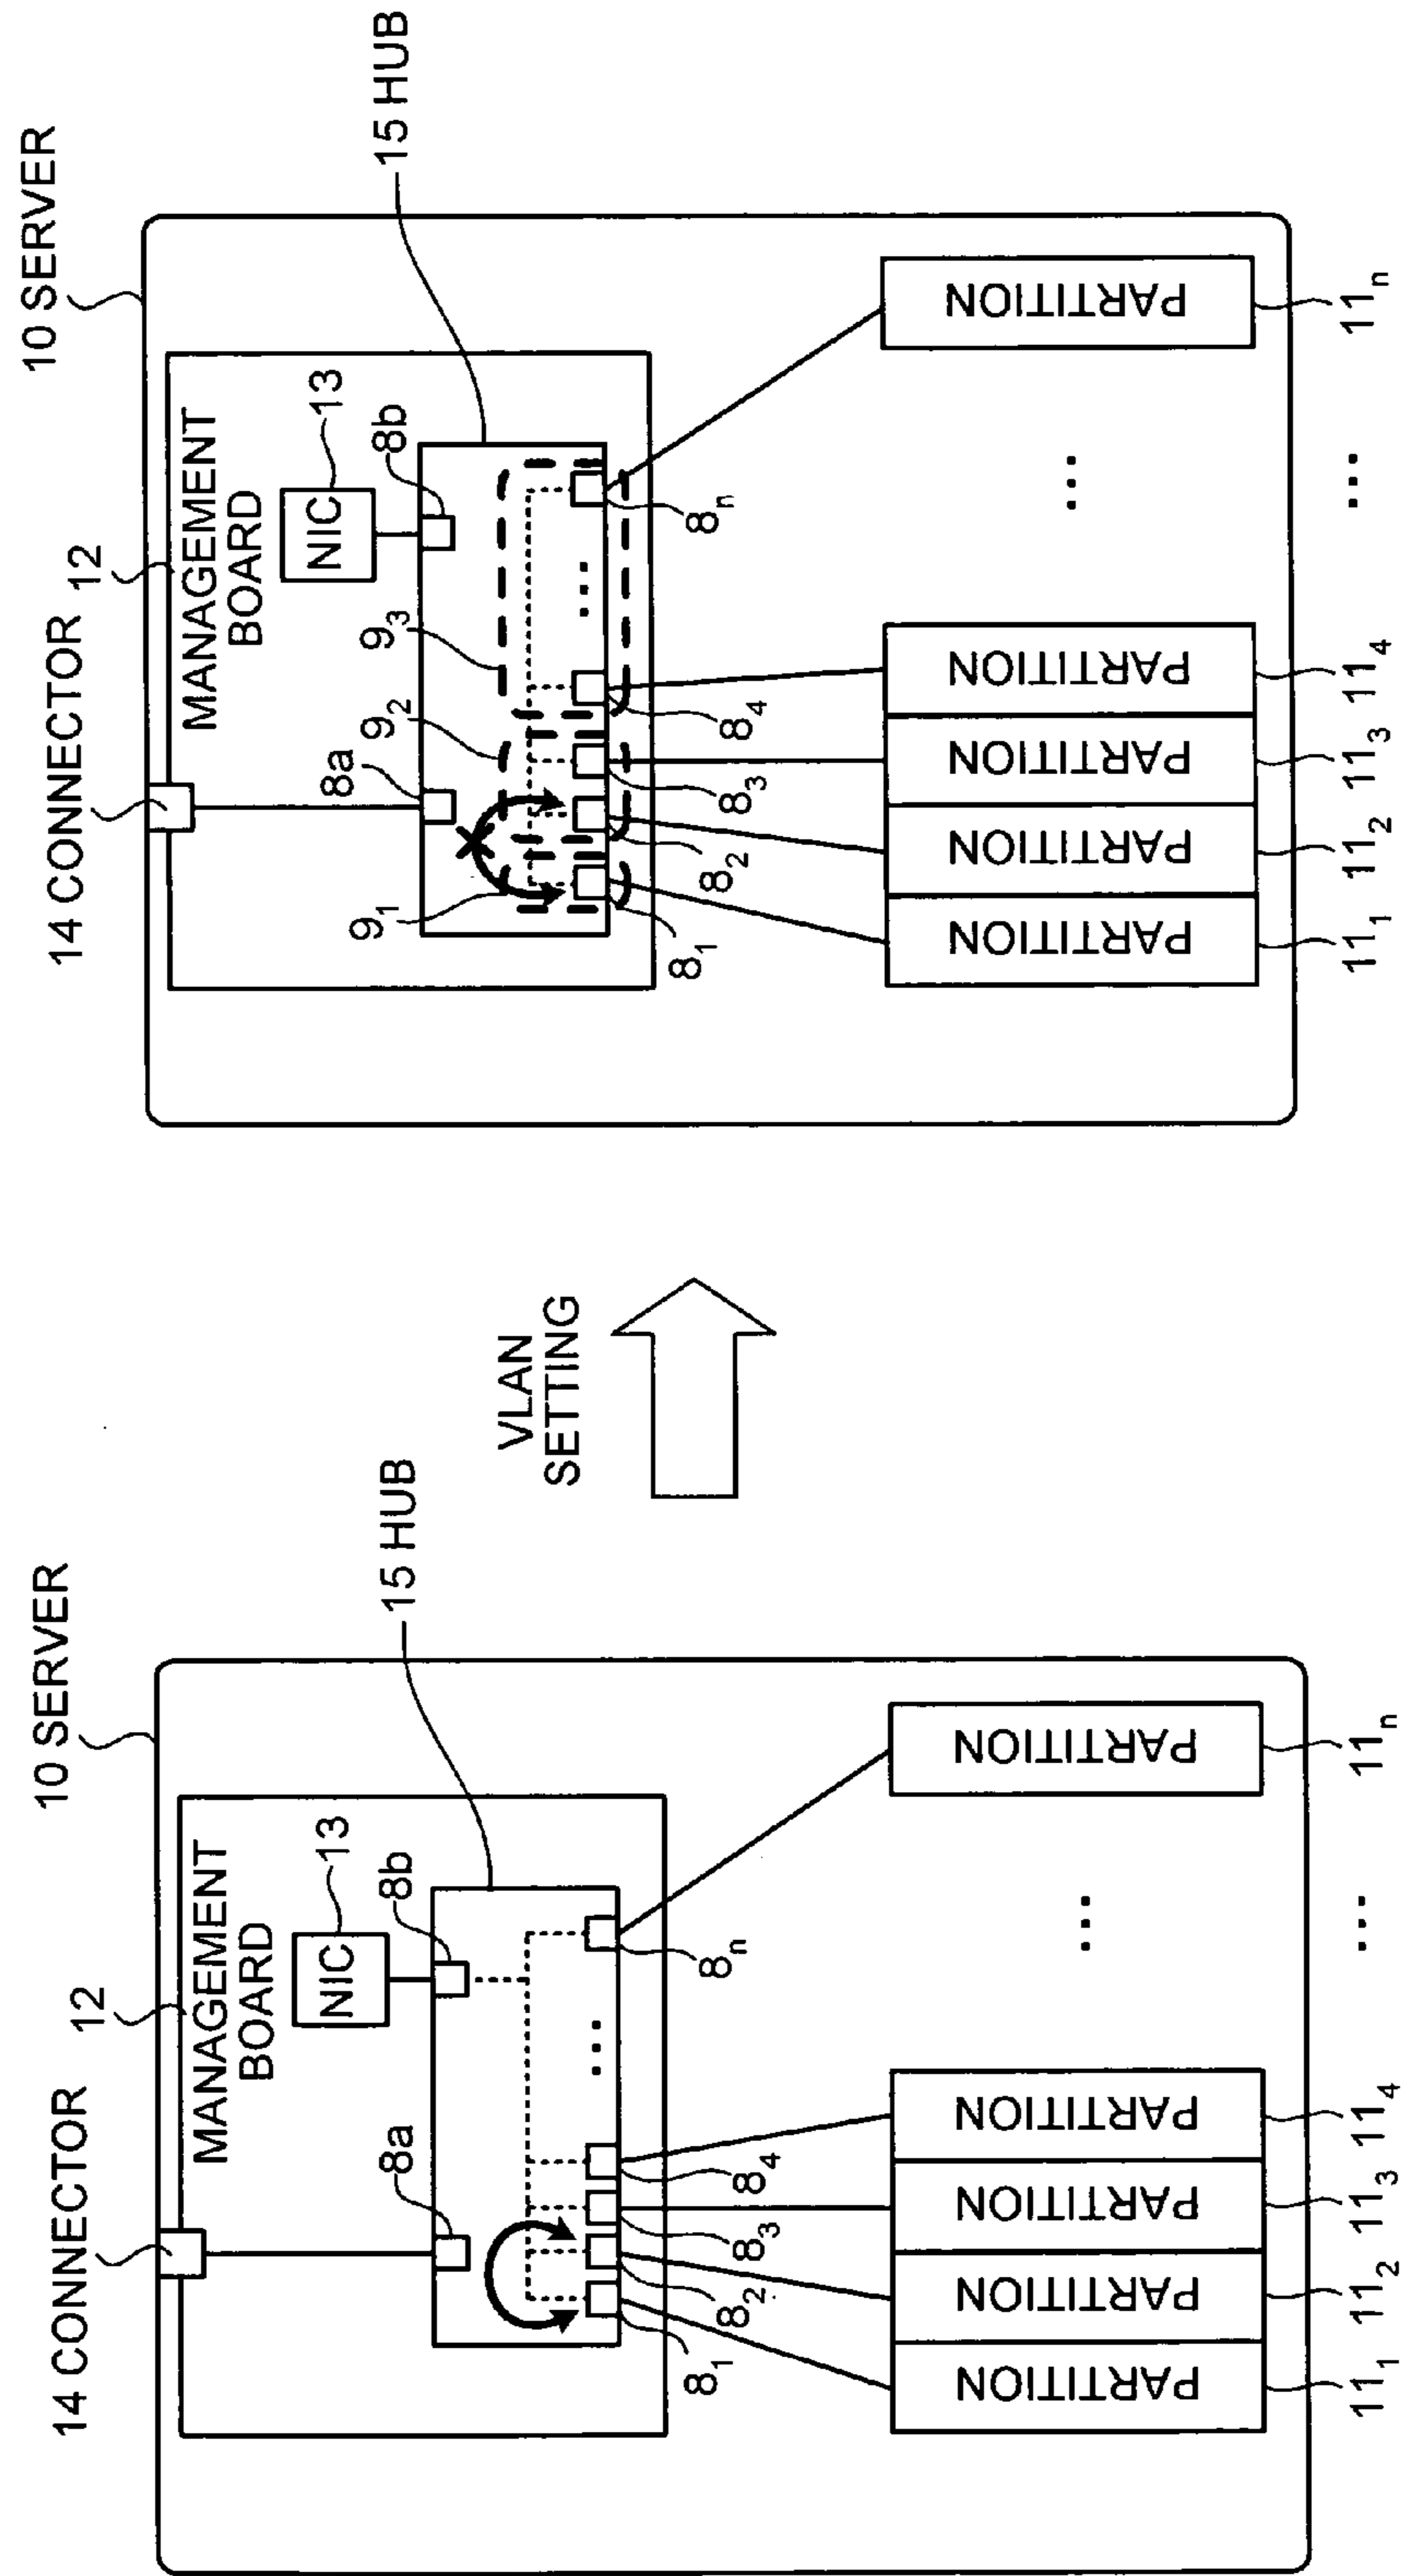 10 SERVER
14 CONNECTOR
12
MANAGEMENT
BOARD
NIC
13
8a
8b
15 HUB
8₁
8₂
8₃
8₄
...
8ₙ
PARTITION
PARTITION
PARTITION
PARTITION
...
PARTITION
11₁
11₂
11₃
11₄
...
11ₙ
VLAN
SETTING
10 SERVER
14 CONNECTOR
12
MANAGEMENT
BOARD
NIC
13
8a
8b
15 HUB
9₁
9₂
9₃
8₁
8₂
8₃
8₄
...
8ₙ
PARTITION
PARTITION
PARTITION
PARTITION
...
PARTITION
11₁
11₂
11₃
11₄
...
11ₙ